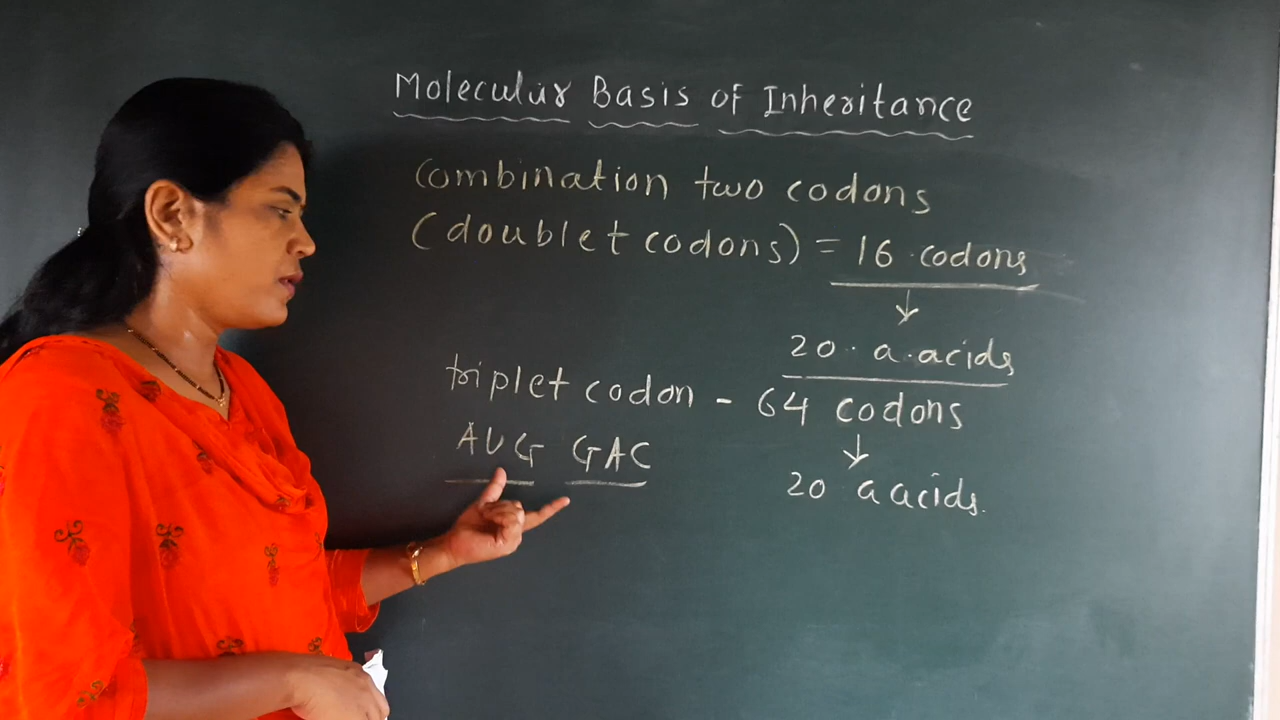 Molecular Basis of Inheritance
Combination two codons
(doublet codons) = 16 codons
↓
20 a. acids
triplet codon - 64 codons
AUG GAC
↓
20 a acids.